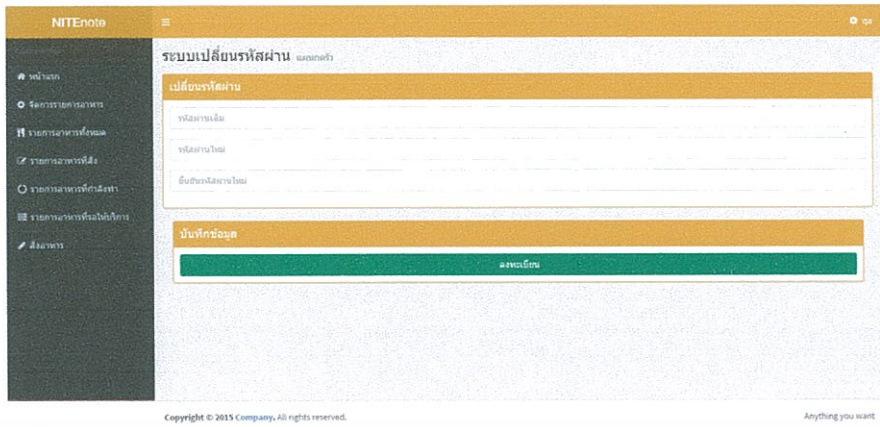 NITEnote
ระบบเปลี่ยนรหัสผ่าน แผนกครัว
หน้าแรก
จัดการรายการอาหาร
รายการอาหารทั้งหมด
รายการอาหารที่สั่ง
รายการอาหารที่กำลังทำ
รายการอาหารที่รอให้บริการ
สั่งอาหาร
เปลี่ยนรหัสผ่าน
รหัสผ่านเดิม
รหัสผ่านใหม่
ยืนยันรหัสผ่านใหม่
บันทึกข้อมูล
ลงทะเบียน
Copyright © 2015 Company. All rights reserved.
Anything you want